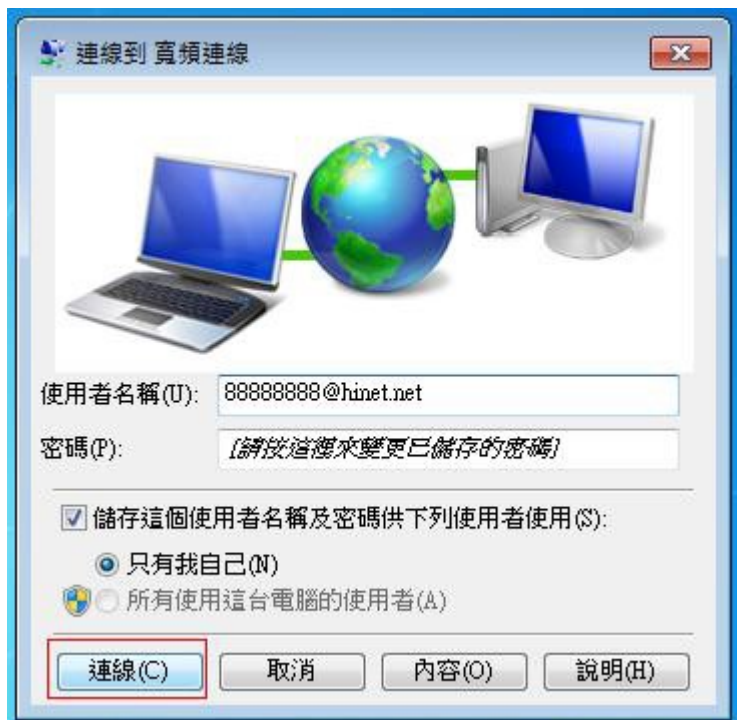 連線到 寬頻連線
使用者名稱(U): 88888888@hinet.net
密碼(P): [請按這裡來變更已儲存的密碼]
儲存這個使用者名稱及密碼供下列使用者使用(S):
只有我自己(N)
所有使用這台電腦的使用者(A)
連線(C) 取消 內容(O) 說明(H)